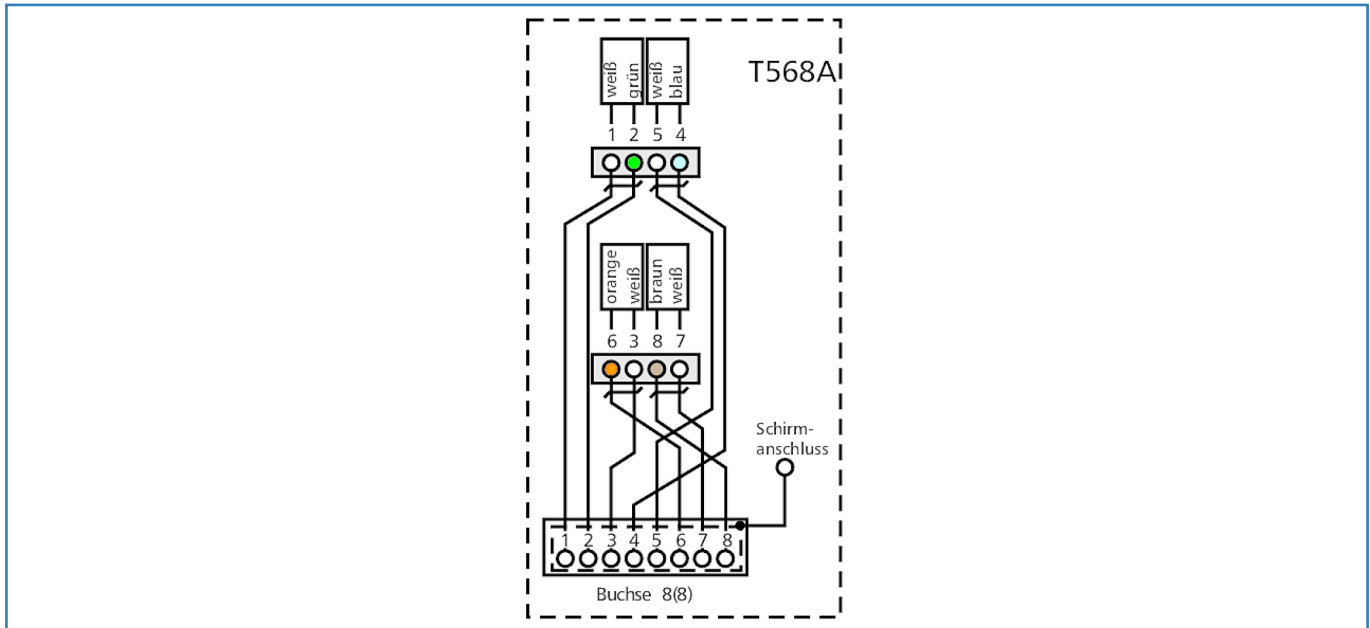 T568A
weiß grün weiß blau
1 2 5 4
orange weiß braun weiß
6 3 8 7
Schirm-
anschluss
1 2 3 4 5 6 7 8
Buchse 8(8)